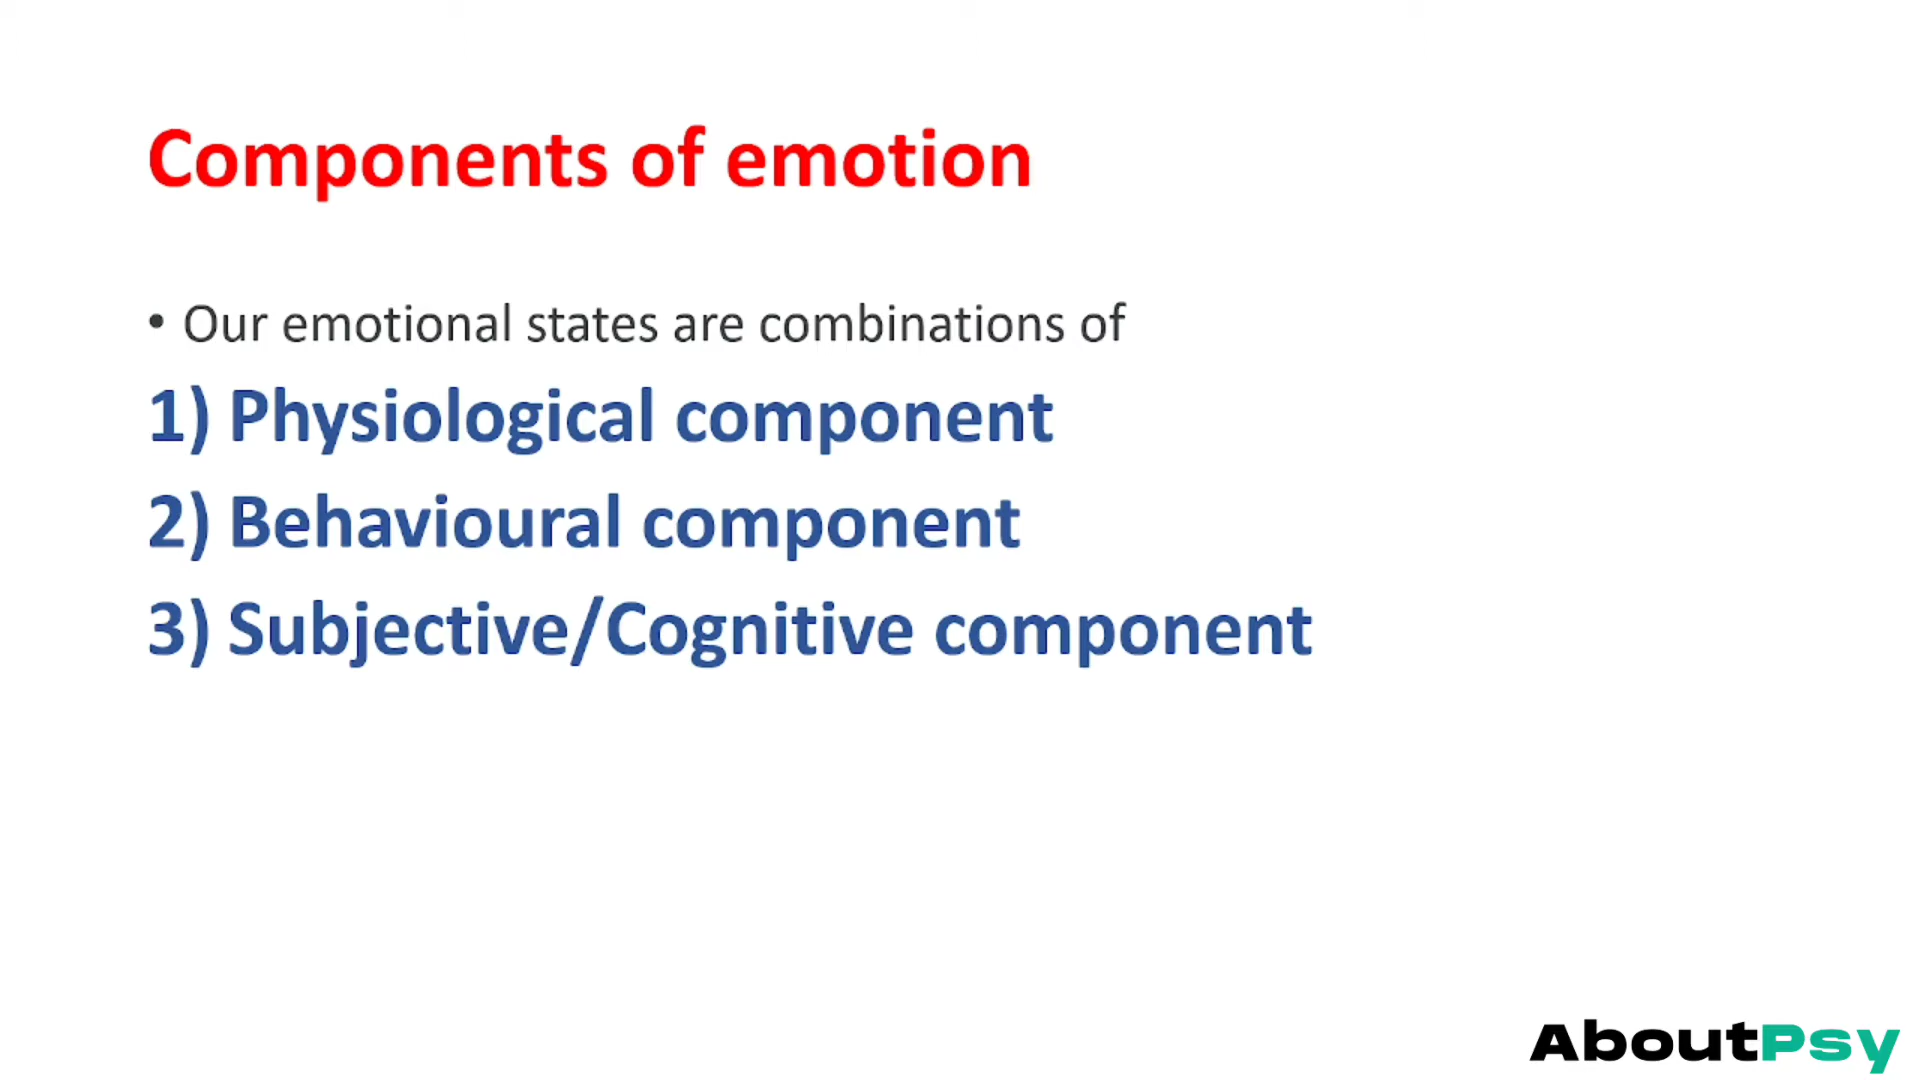 Components of emotion
• Our emotional states are combinations of
1) Physiological component
2) Behavioural component
3) Subjective/Cognitive component
AboutPsy